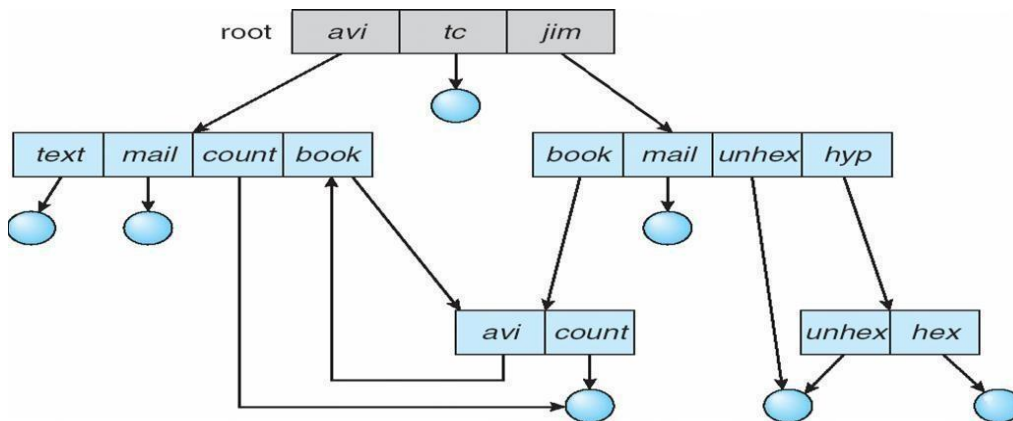 root avi tc jim
text mail count book
book mail unhex hyp
avi count
unhex hex